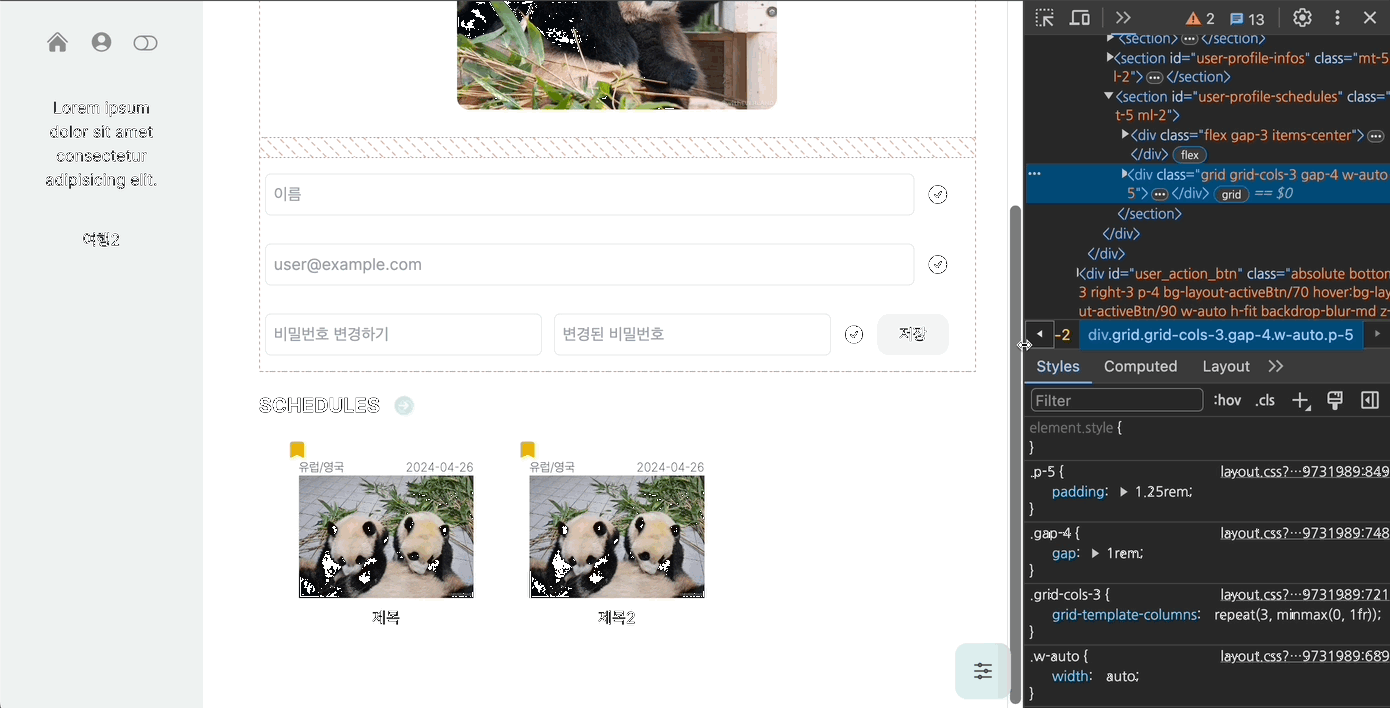 Lorem ipsum
dolor sit amet
consectetur
adipisicing elit.
여행2
이름
user@example.com
비밀번호 변경하기
변경된 비밀번호
저장
SCHEDULES
유럽/영국
2024-04-26
제목
유럽/영국
2024-04-26
제목2
2
13
<section> ••• </section>
<section id="user-profile-infos" class="mt-5
l-2"> ••• </section>
<section id="user-profile-schedules" class="
t-5 ml-2">
<div class="flex gap-3 items-center"> •••
</div> flex
<div class="grid grid-cols-3 gap-4 w-auto
5"> ••• </div> grid == $0
</section>
</div>
</div>
<div id="user_action_btn" class="absolute bottom
3 right-3 p-4 bg-layout-activeBtn/70 hover:bg-lay
ut-activeBtn/90 w-auto h-fit backdrop-blur-md z-
-2 div.grid.grid-cols-3.gap-4.w-auto.p-5
Styles Computed Layout
Filter :hov .cls
element.style {
}
.p-5 { layout.css?…9731989:849
padding: 1.25rem;
}
.gap-4 { layout.css?…9731989:748
gap: 1rem;
}
.grid-cols-3 { layout.css?…9731989:721
grid-template-columns: repeat(3, minmax(0, 1fr));
}
.w-auto { layout.css?…9731989:689
width: auto;
}